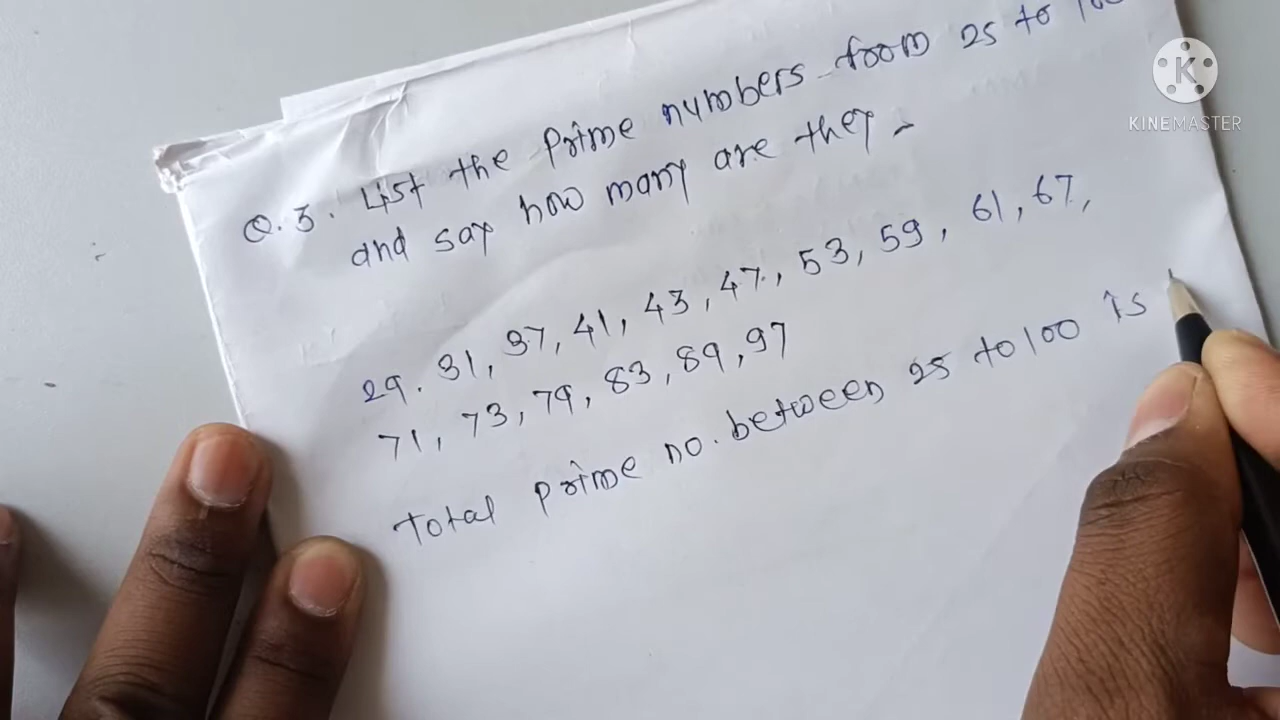 Q.3. List the Prime numbers from 25 to 100
and say how many are they -
29. 31, 37, 41, 43, 47, 53, 59, 61, 67,
71, 73, 79, 83, 89, 97
Total Prime no. between 25 to 100 is
KINEMASTER